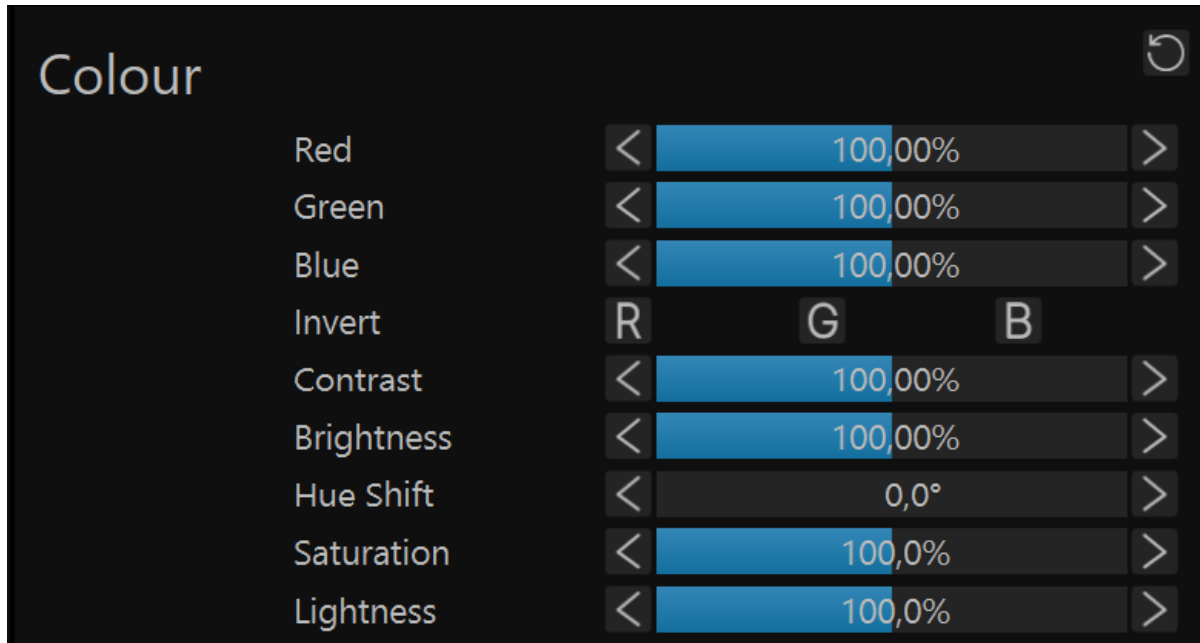 Colour
Red 100,00%
Green 100,00%
Blue 100,00%
Invert R G B
Contrast 100,00%
Brightness 100,00%
Hue Shift 0,0°
Saturation 100,0%
Lightness 100,0%